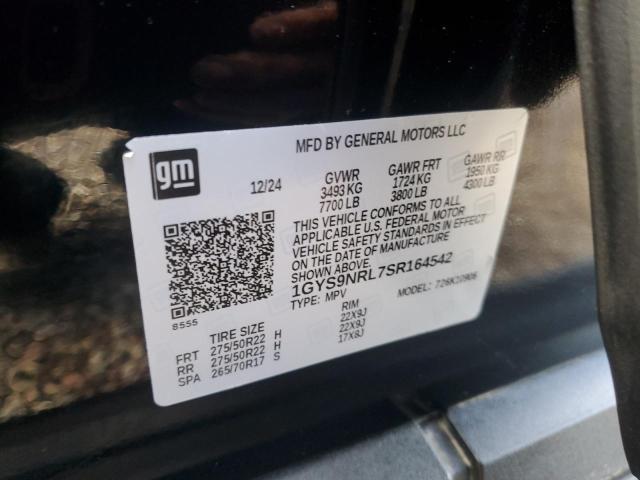 MFD BY GENERAL MOTORS LLC
gm
12/24
GVWR
3493 KG
7700 LB
GAWR FRT
1724 KG
3800 LB
GAWR RR
1950 KG
4300 LB
THIS VEHICLE CONFORMS TO ALL
APPLICABLE U.S. FEDERAL MOTOR
VEHICLE SAFETY STANDARDS IN EFFECT
ON THE DATE OF MANUFACTURE
SHOWN ABOVE.
1GYS9NRL7SR164542
TYPE: MPV
MODEL: 726K10906
8555
TIRE SIZE
RIM
FRT 275/50R22 H 22X9J
RR 275/50R22 H 22X9J
SPA 265/70R17 S 17X8J